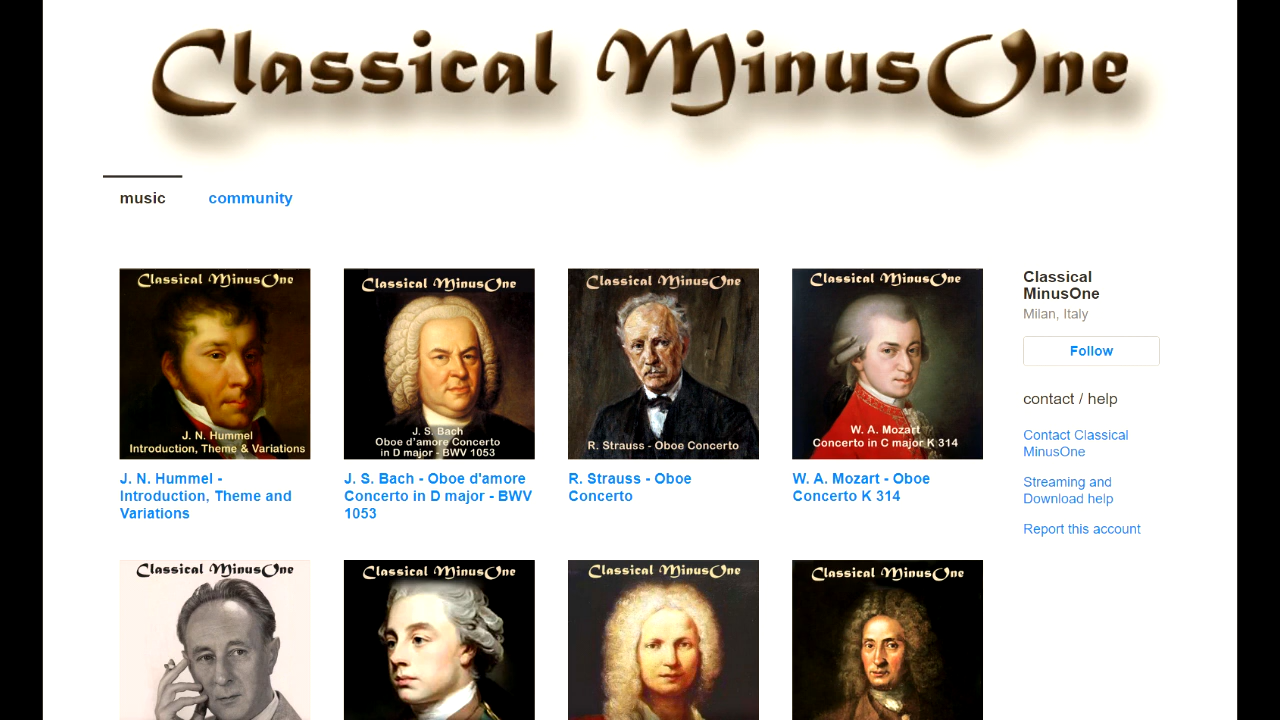 Classical MinusOne
music
community
Classical MinusOne
J. N. Hummel
Introduction, Theme & Variations
J. N. Hummel -
Introduction, Theme and
Variations
Classical MinusOne
J. S. Bach
Oboe d'amore Concerto
in D major - BWV 1053
J. S. Bach - Oboe d'amore
Concerto in D major - BWV
1053
Classical MinusOne
R. Strauss - Oboe Concerto
R. Strauss - Oboe
Concerto
Classical MinusOne
W. A. Mozart
Concerto in C major K 314
W. A. Mozart - Oboe
Concerto K 314
Classical
MinusOne
Milan, Italy
Follow
contact / help
Contact Classical
MinusOne
Streaming and
Download help
Report this account
Classical MinusOne
Classical MinusOne
Classical MinusOne
Classical MinusOne